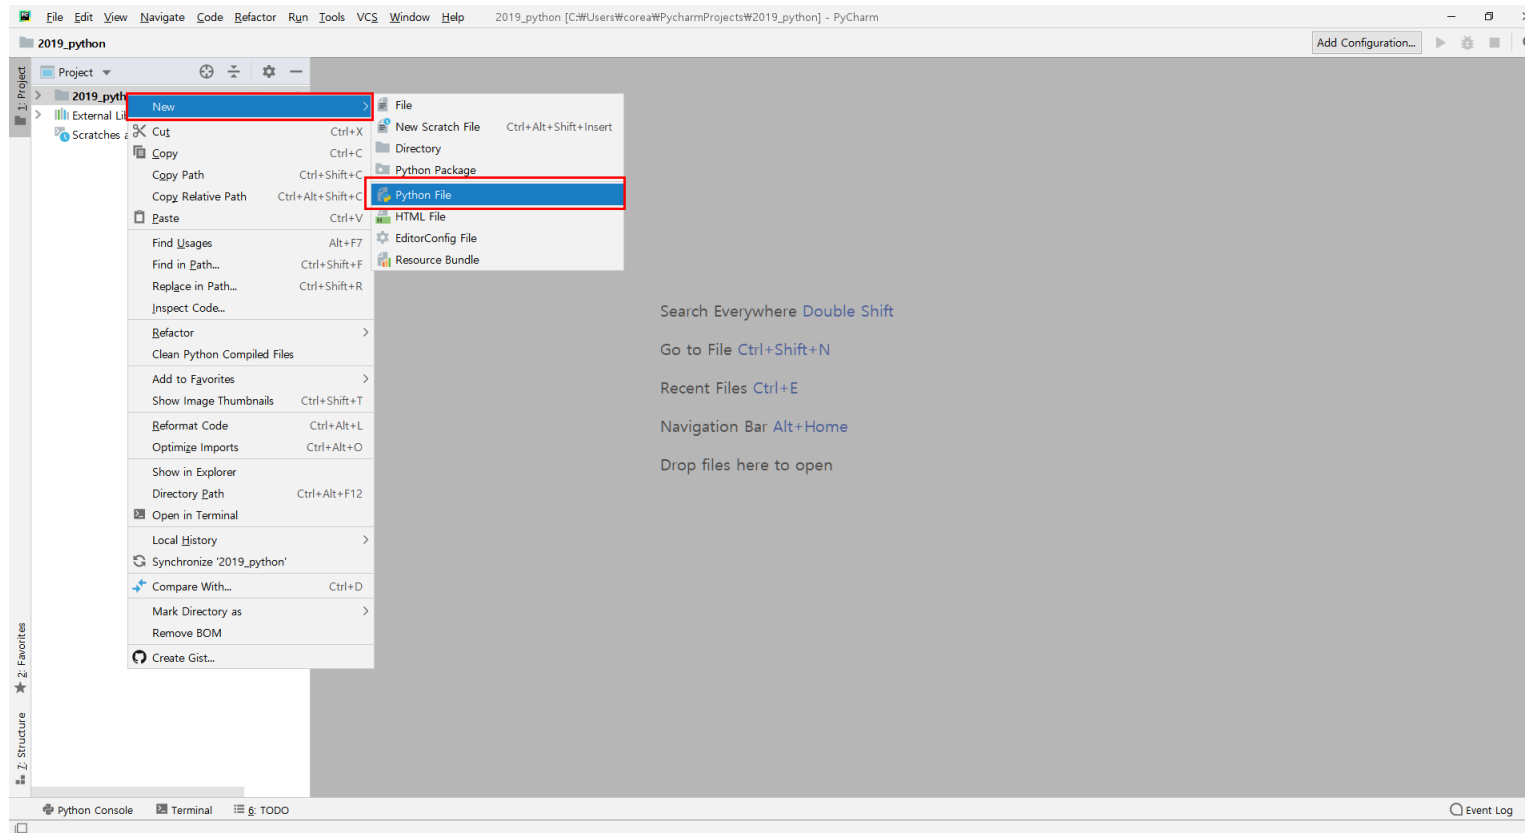 File Edit View Navigate Code Refactor Run Tools VCS Window Help 2019_python [C:₩Users₩corea₩PycharmProjects₩2019_python] - PyCharm
2019_python
Add Configuration...
1: Project
Project
2019_pyth
External Li
Scratches a
New
Cut Ctrl+X
Copy Ctrl+C
Copy Path Ctrl+Shift+C
Copy Relative Path Ctrl+Alt+Shift+C
Paste Ctrl+V
Find Usages Alt+F7
Find in Path... Ctrl+Shift+F
Replace in Path... Ctrl+Shift+R
Inspect Code...
Refactor
Clean Python Compiled Files
Add to Favorites
Show Image Thumbnails Ctrl+Shift+T
Reformat Code Ctrl+Alt+L
Optimize Imports Ctrl+Alt+O
Show in Explorer
Directory Path Ctrl+Alt+F12
Open in Terminal
Local History
Synchronize '2019_python'
Compare With... Ctrl+D
Mark Directory as
Remove BOM
Create Gist...
File
New Scratch File Ctrl+Alt+Shift+Insert
Directory
Python Package
Python File
HTML File
EditorConfig File
Resource Bundle
Search Everywhere Double Shift
Go to File Ctrl+Shift+N
Recent Files Ctrl+E
Navigation Bar Alt+Home
Drop files here to open
2: Favorites
Z: Structure
Python Console Terminal 6: TODO
Event Log